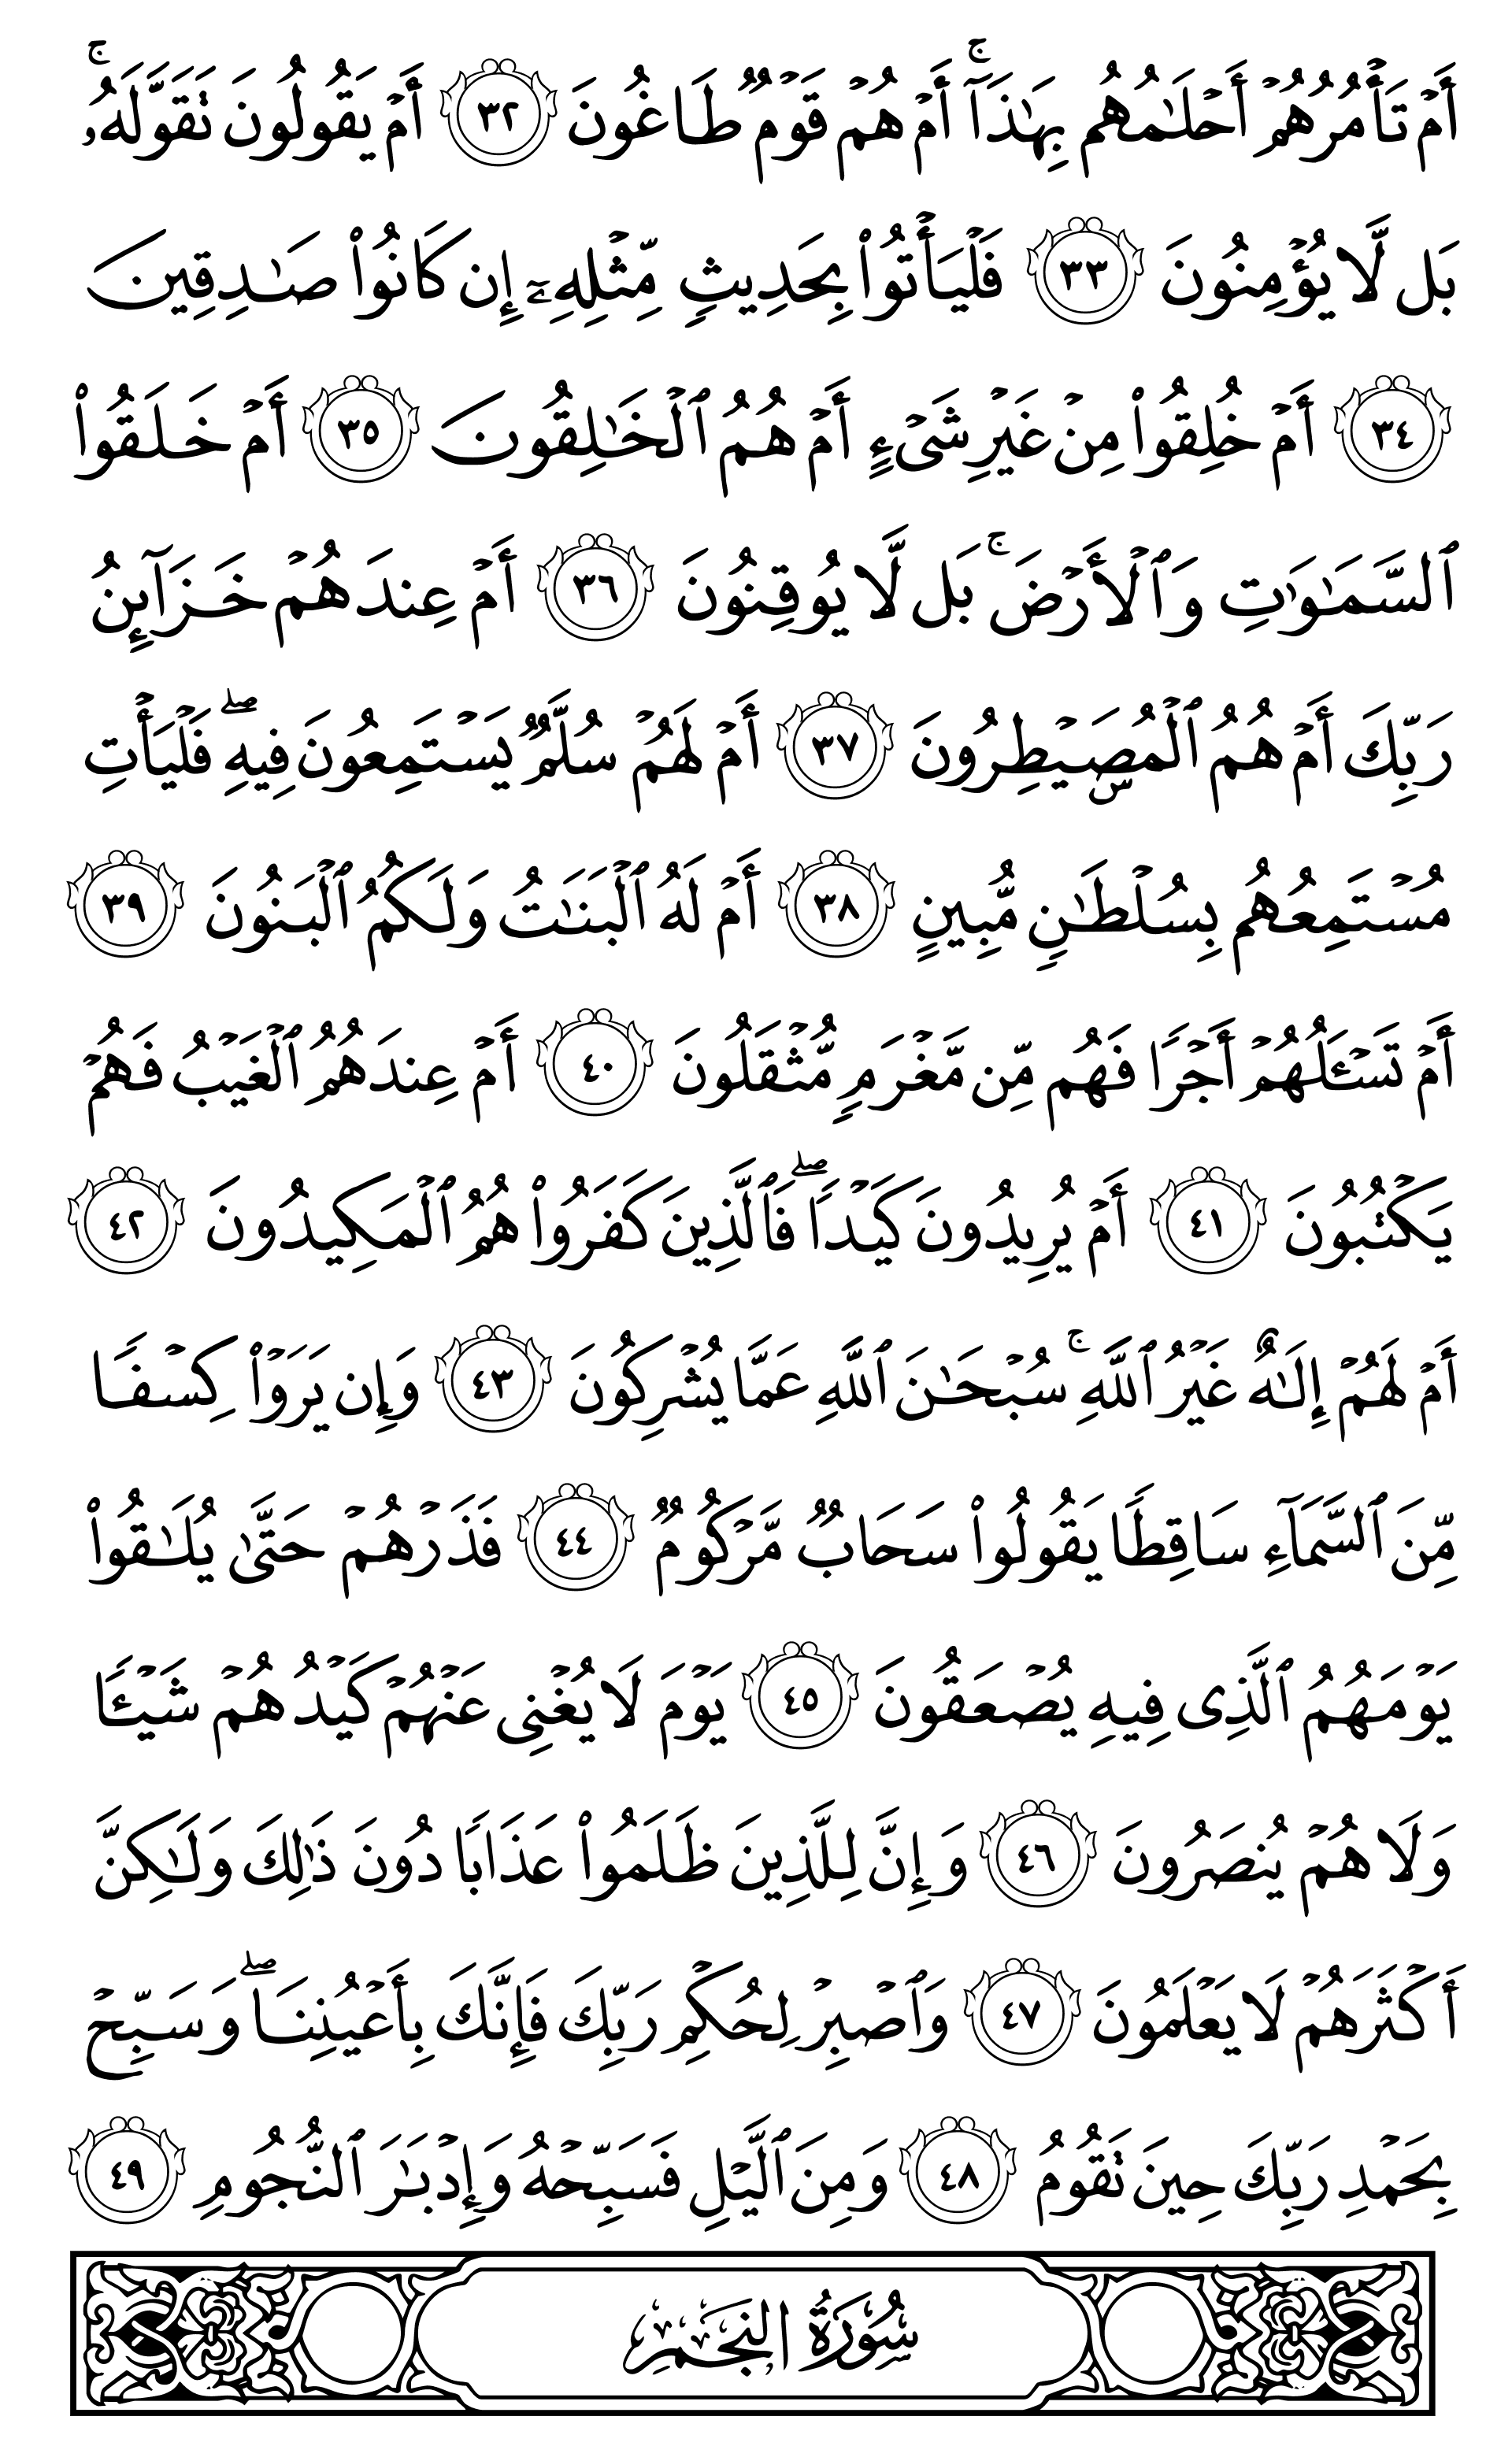 أَمۡ تَأۡمُرُهُمۡ أَحۡلَٰمُهُم بِهَٰذَآۚ أَمۡ هُمۡ قَوۡمٞ طَاغُونَ ٣٢ أَمۡ يَقُولُونَ تَقَوَّلَهُۥۚ
بَل لَّا يُؤۡمِنُونَ ٣٣ فَلۡيَأۡتُواْ بِحَدِيثٖ مِّثۡلِهِۦٓ إِن كَانُواْ صَٰدِقِينَ
٣٤ أَمۡ خُلِقُواْ مِنۡ غَيۡرِ شَيۡءٍ أَمۡ هُمُ ٱلۡخَٰلِقُونَ ٣٥ أَمۡ خَلَقُواْ
ٱلسَّمَٰوَٰتِ وَٱلۡأَرۡضَۚ بَل لَّا يُوقِنُونَ ٣٦ أَمۡ عِندَهُمۡ خَزَآئِنُ
رَبِّكَ أَمۡ هُمُ ٱلۡمُصَۜيۡطِرُونَ ٣٧ أَمۡ لَهُمۡ سُلَّمٞ يَسۡتَمِعُونَ فِيهِۖ فَلۡيَأۡتِ
مُسۡتَمِعُهُم بِسُلۡطَٰنٖ مُّبِينٍ ٣٨ أَمۡ لَهُ ٱلۡبَنَٰتُ وَلَكُمُ ٱلۡبَنُونَ ٣٩
أَمۡ تَسۡـَٔلُهُمۡ أَجۡرٗا فَهُم مِّن مَّغۡرَمٖ مُّثۡقَلُونَ ٤٠ أَمۡ عِندَهُمُ ٱلۡغَيۡبُ فَهُمۡ
يَكۡتُبُونَ ٤١ أَمۡ يُرِيدُونَ كَيۡدٗاۖ فَٱلَّذِينَ كَفَرُواْ هُمُ ٱلۡمَكِيدُونَ ٤٢
أَمۡ لَهُمۡ إِلَٰهٌ غَيۡرُ ٱللَّهِۚ سُبۡحَٰنَ ٱللَّهِ عَمَّا يُشۡرِكُونَ ٤٣ وَإِن يَرَوۡاْ كِسۡفٗا
مِّنَ ٱلسَّمَآءِ سَاقِطٗا يَقُولُواْ سَحَابٞ مَّرۡكُومٞ ٤٤ فَذَرۡهُمۡ حَتَّىٰ يُلَٰقُواْ
يَوۡمَهُمُ ٱلَّذِي فِيهِ يُصۡعَقُونَ ٤٥ يَوۡمَ لَا يُغۡنِي عَنۡهُمۡ كَيۡدُهُمۡ شَيۡـٔٗا
وَلَا هُمۡ يُنصَرُونَ ٤٦ وَإِنَّ لِلَّذِينَ ظَلَمُواْ عَذَابٗا دُونَ ذَٰلِكَ وَلَٰكِنَّ
أَكۡثَرَهُمۡ لَا يَعۡلَمُونَ ٤٧ وَٱصۡبِرۡ لِحُكۡمِ رَبِّكَ فَإِنَّكَ بِأَعۡيُنِنَاۖ وَسَبِّحۡ
بِحَمۡدِ رَبِّكَ حِينَ تَقُومُ ٤٨ وَمِنَ ٱلَّيۡلِ فَسَبِّحۡهُ وَإِدۡبَٰرَ ٱلنُّجُومِ ٤٩
سُورَةُ النَّجْمِ